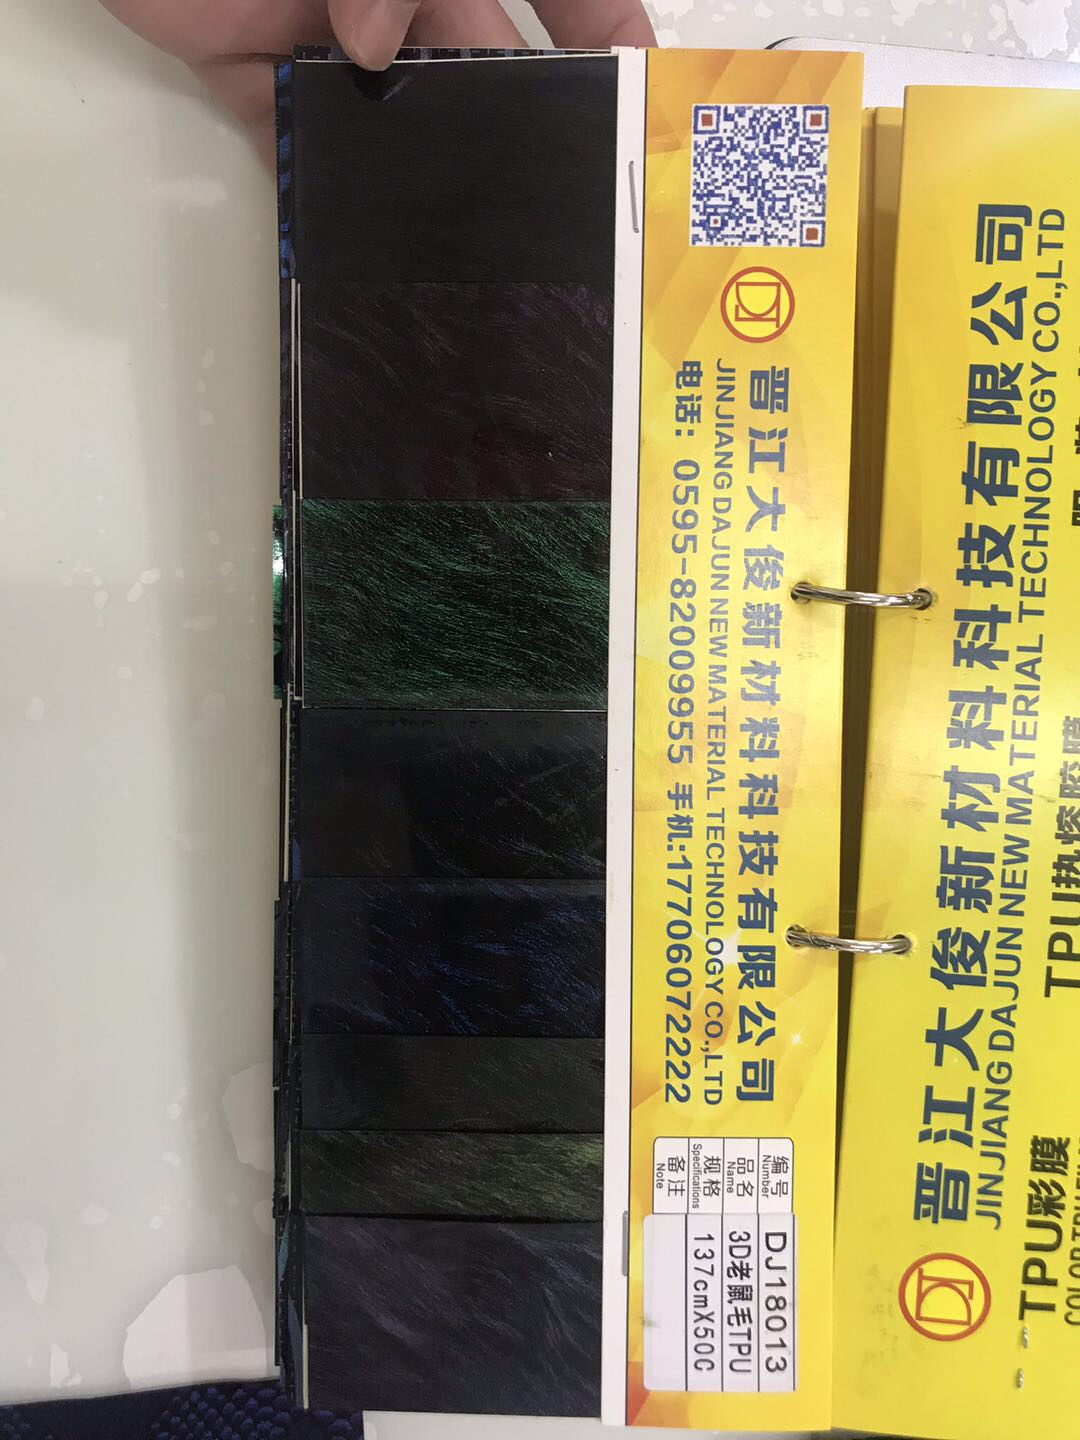 DJ
晋江大俊新材料科技有限公司
JINJIANG DAJUN NEW MATERIAL TECHNOLOGY CO.,LTD
电话：0595-82009955 手机:17706072222
编号 Number DJ18013
品名 Name 3D老鼠毛TPU
规格 Specifications 137cmX50C
备注 Note
DJ
晋江大俊新材料科技有限公司
JINJIANG DAJUN NEW MATERIAL TECHNOLOGY CO.,LTD
TPU彩膜
TPU热熔胶膜